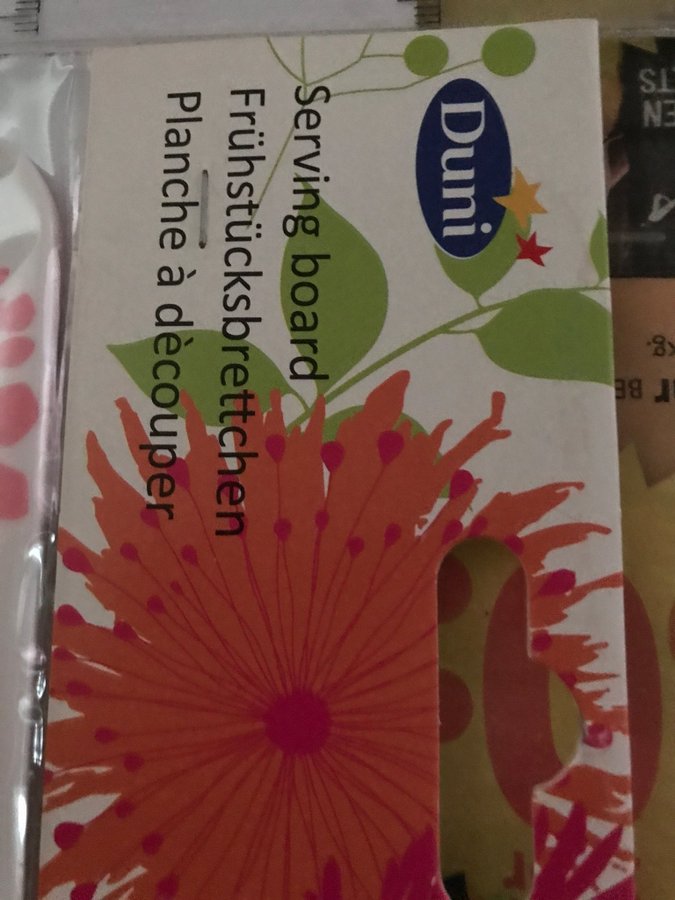 Duni
Serving board
Frühstücksbrettchen
Planche à dècouper